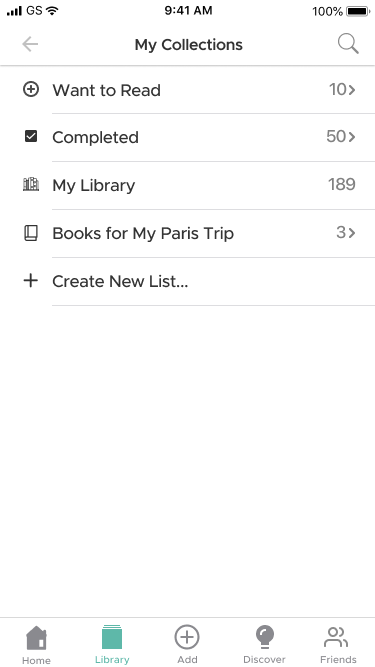 GS 9:41 AM 100%
My Collections
Want to Read 10
Completed 50
My Library 189
Books for My Paris Trip 3
Create New List...
Home Library Add Discover Friends